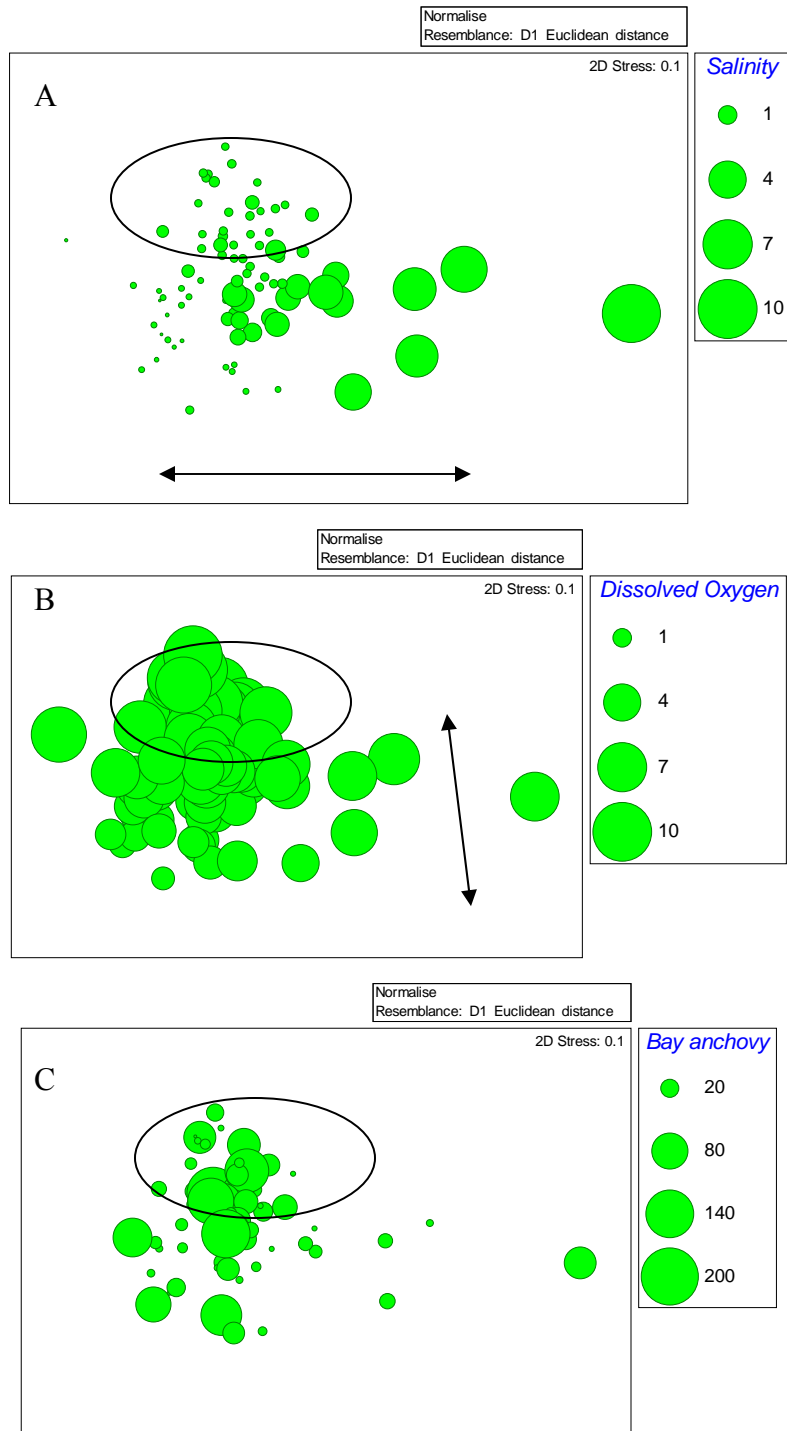 Normalise
Resemblance: D1 Euclidean distance
2D Stress: 0.1
A
Salinity
1
4
7
10
Normalise
Resemblance: D1 Euclidean distance
2D Stress: 0.1
B
Dissolved Oxygen
1
4
7
10
Normalise
Resemblance: D1 Euclidean distance
2D Stress: 0.1
C
Bay anchovy
20
80
140
200